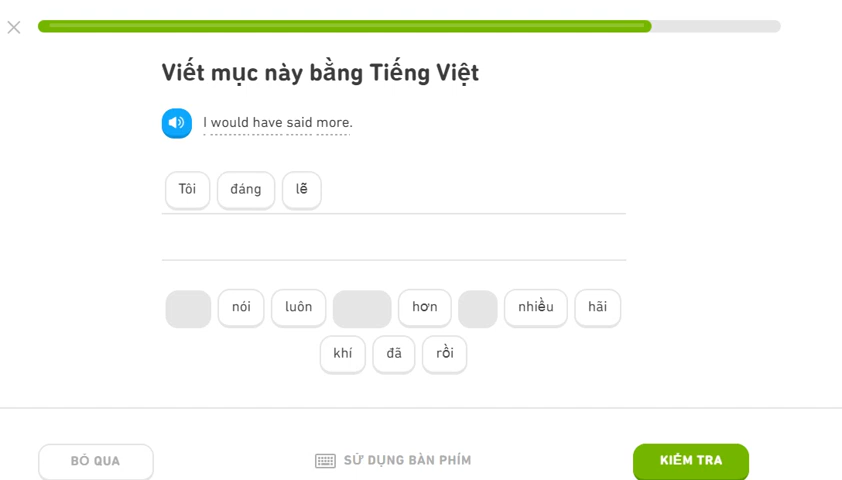 Viết mục này bằng Tiếng Việt
I would have said more.
Tôi đáng lẽ
nói luôn hơn nhiều hãi
khí đã rồi
BỎ QUA SỬ DỤNG BÀN PHÍM KIỂM TRA